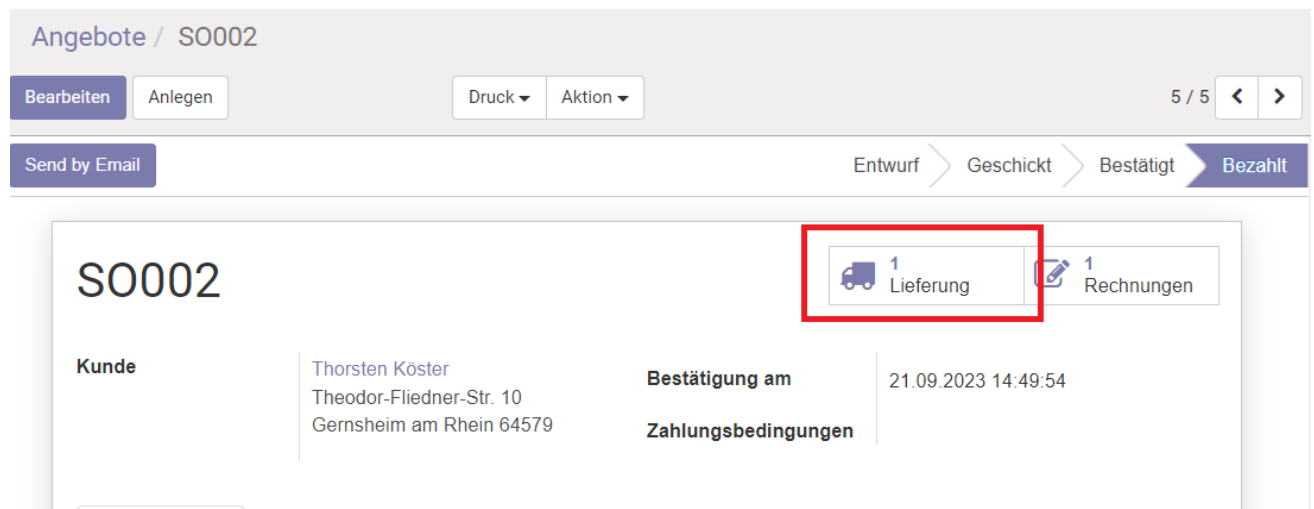 Angebote / SO002
Bearbeiten Anlegen Druck Aktion 5 / 5
Send by Email Entwurf Geschickt Bestätigt Bezahlt
SO002
1 Lieferung
1 Rechnungen
Kunde
Thorsten Köster
Theodor-Fliedner-Str. 10
Gernsheim am Rhein 64579
Bestätigung am 21.09.2023 14:49:54
Zahlungsbedingungen